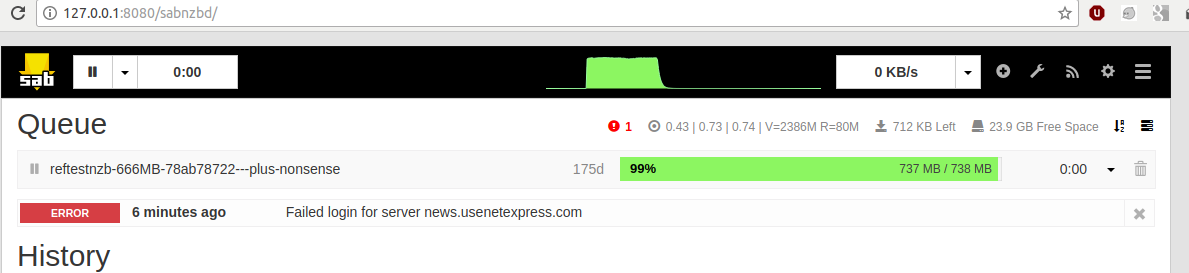 127.0.0.1:8080/sabnzbd/
sab
0:00
0 KB/s
Queue
1
0.43 | 0.73 | 0.74 | V=2386M R=80M
712 KB Left
23.9 GB Free Space
reftestnzb-666MB-78ab78722---plus-nonsense
175d
99%
737 MB / 738 MB
0:00
ERROR
6 minutes ago
Failed login for server news.usenetexpress.com
History